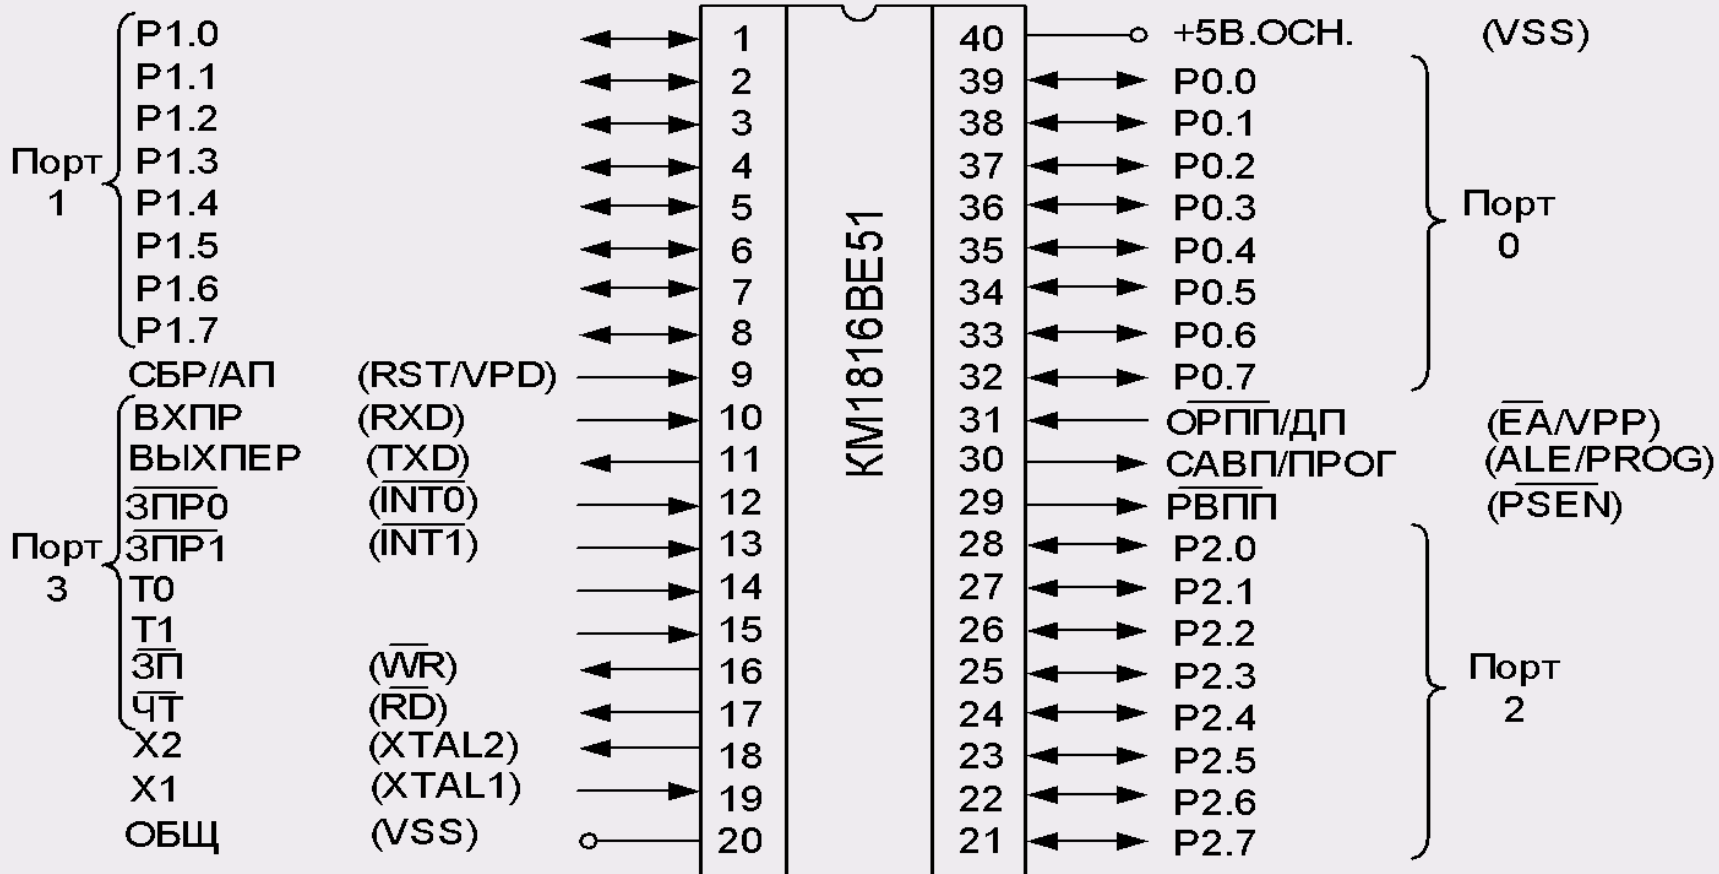 P1.0 1 40 +5В.ОСН. (VSS)
P1.1 2 39 P0.0
P1.2 3 38 P0.1
P1.3 4 37 P0.2
Порт 1
P1.4 5 36 P0.3
Порт 0
P1.5 6 35 P0.4
P1.6 7 34 P0.5
P1.7 8 33 P0.6
СБР/АП (RST/VPD) 9 32 P0.7
ВХПР (RXD) 10 31 ОРПП/ДП (EA/VPP)
ВЫХПЕР (TXD) 11 30 САВП/ПРОГ (ALE/PROG)
ЗПР0 (INT0) 12 29 РВПП (PSEN)
ЗПР1 (INT1) 13 28 P2.0
Порт 3
T0 14 27 P2.1
T1 15 26 P2.2
ЗП (WR) 16 25 P2.3
Порт 2
ЧТ (RD) 17 24 P2.4
X2 (XTAL2) 18 23 P2.5
X1 (XTAL1) 19 22 P2.6
ОБЩ (VSS) 20 21 P2.7
КМ1816ВЕ51